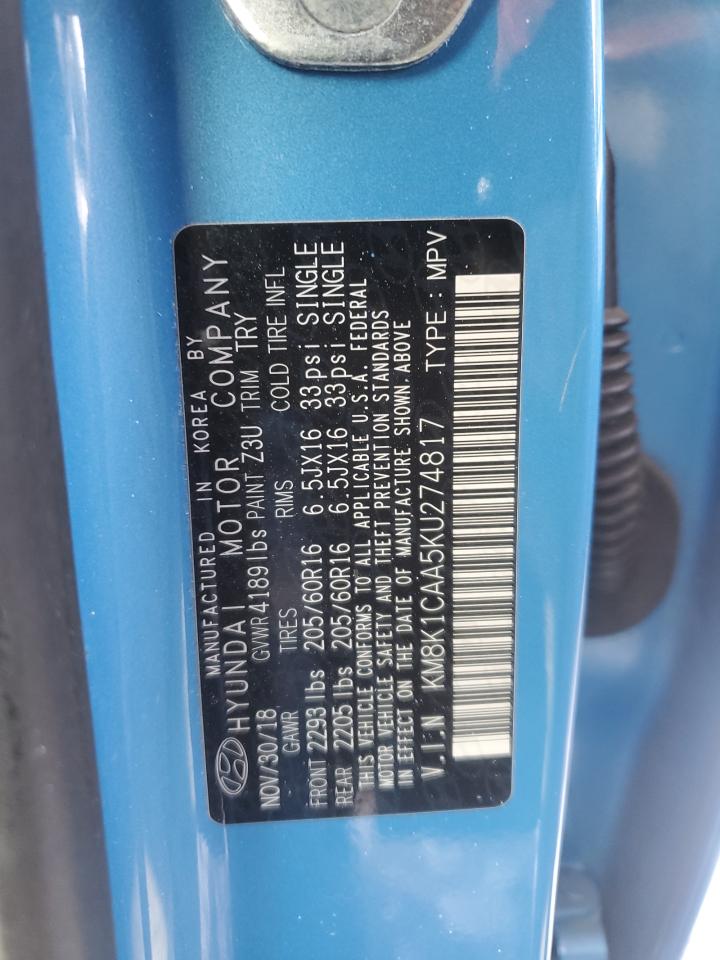 MANUFACTURED IN KOREA BY
HYUNDAI MOTOR COMPANY
NOV/30/18 GVWR4189lbs PAINT Z3U TRIM TRY
GAWR TIRES RIMS COLD TIRE INFL
FRONT 2293 lbs 205/60R16 6.5JX16 33psi SINGLE
REAR 2205 lbs 205/60R16 6.5JX16 33psi SINGLE
THIS VEHICLE CONFORMS TO ALL APPLICABLE U.S.A. FEDERAL
MOTOR VEHICLE SAFETY AND THEFT PREVENTION STANDARDS
IN EFFECT ON THE DATE OF MANUFACTURE SHOWN. ABOVE
V.I.N KM8K1CAA5KU274817 TYPE : MPV